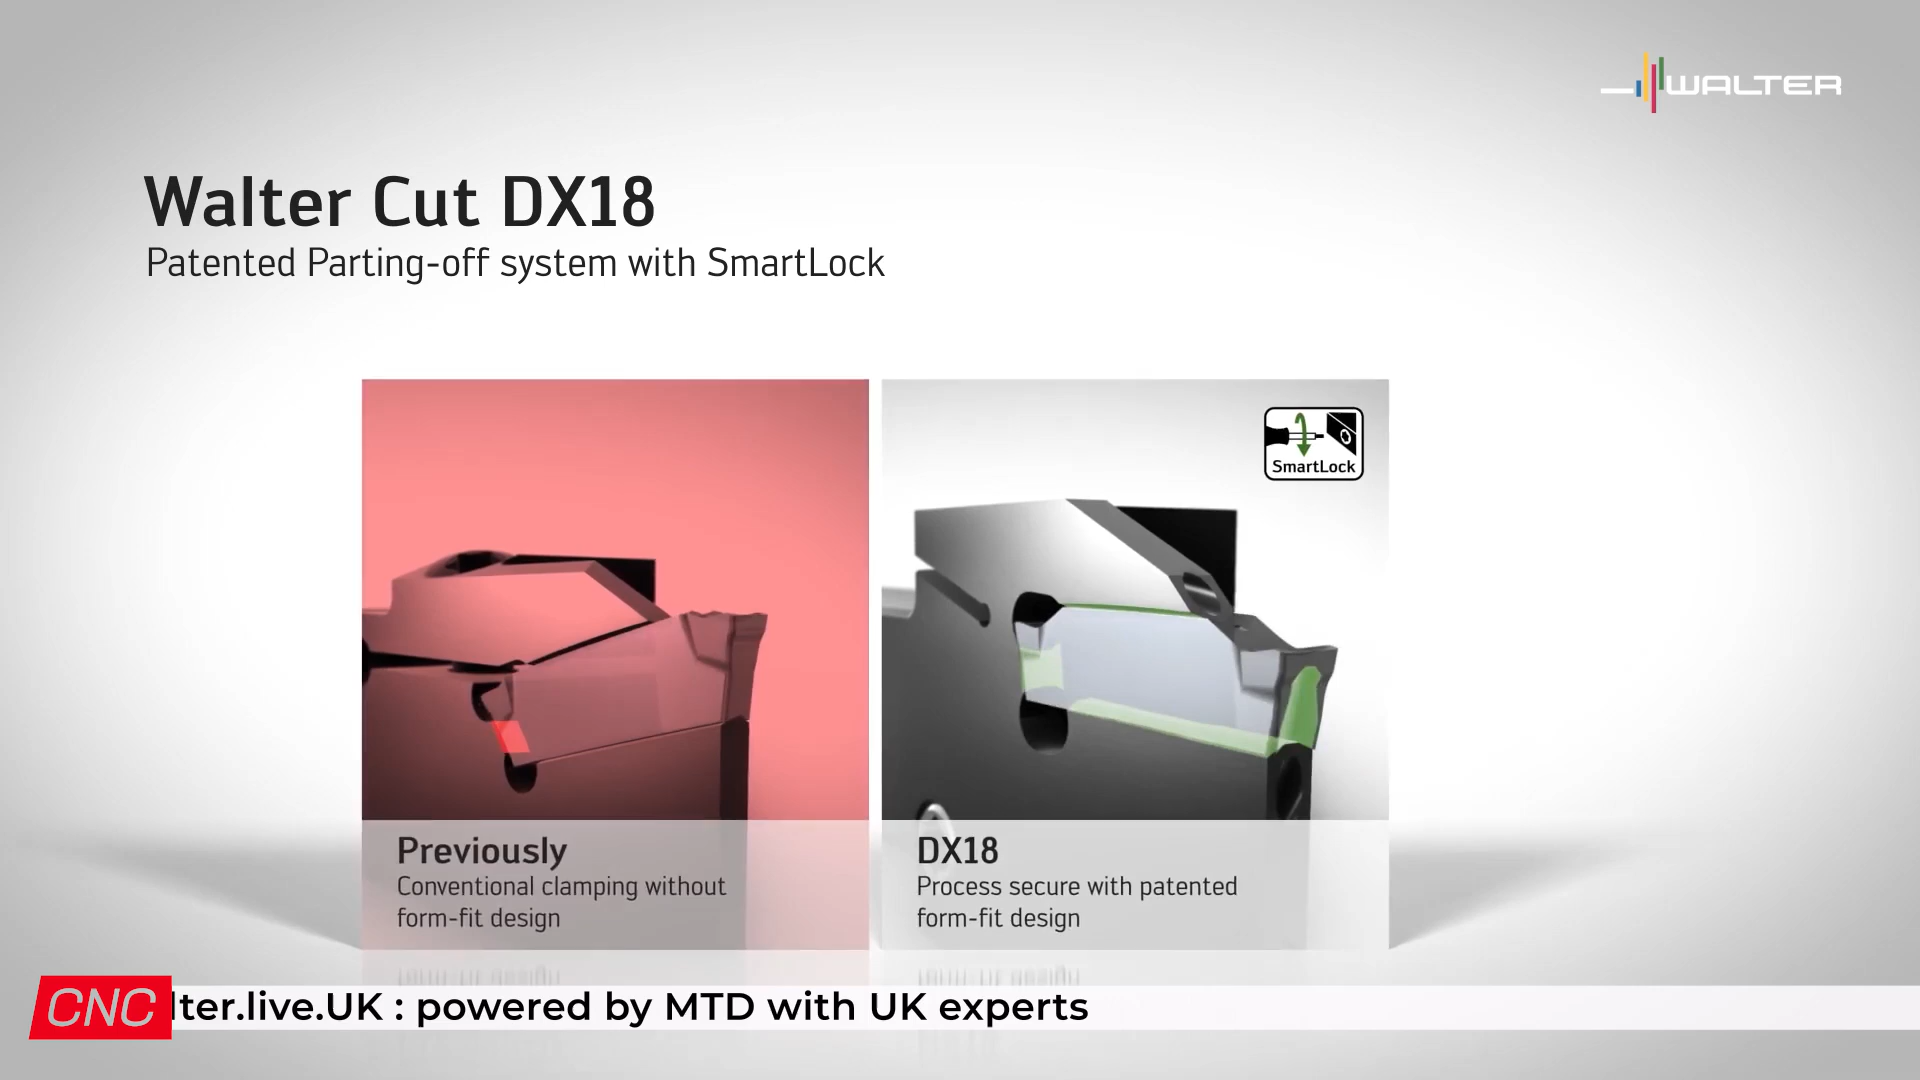 WALTER
Walter Cut DX18
Patented Parting-off system with SmartLock
SmartLock
Previously
Conventional clamping without
form-fit design
DX18
Process secure with patented
form-fit design
CNC
lter.live.UK : powered by MTD with UK experts